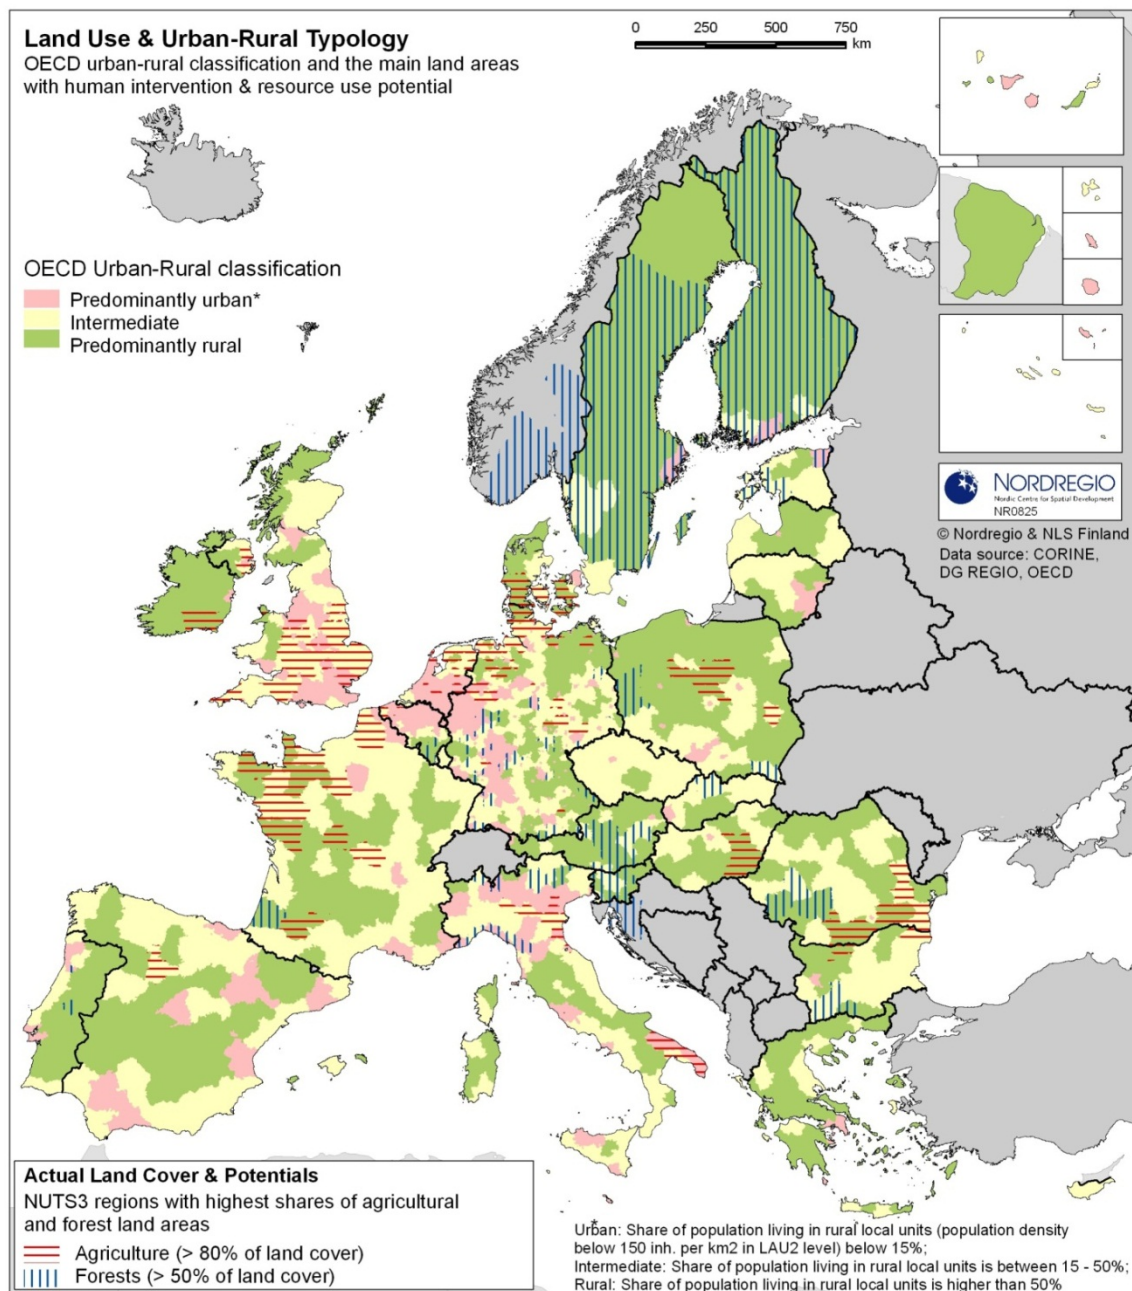 Land Use & Urban-Rural Typology
OECD urban-rural classification and the main land areas
with human intervention & resource use potential
0 250 500 750
km
OECD Urban-Rural classification
Predominantly urban*
Intermediate
Predominantly rural
NORDREGIO
Nordic Centre for Spatial Development
NR0825
© Nordregio & NLS Finland
Data source: CORINE,
DG REGIO, OECD
Actual Land Cover & Potentials
NUTS3 regions with highest shares of agricultural
and forest land areas
Agriculture (> 80% of land cover)
Forests (> 50% of land cover)
*
Urban: Share of population living in rural local units (population density
below 150 inh. per km2 in LAU2 level) below 15%;
Intermediate: Share of population living in rural local units is between 15 - 50%;
Rural: Share of population living in rural local units is higher than 50%